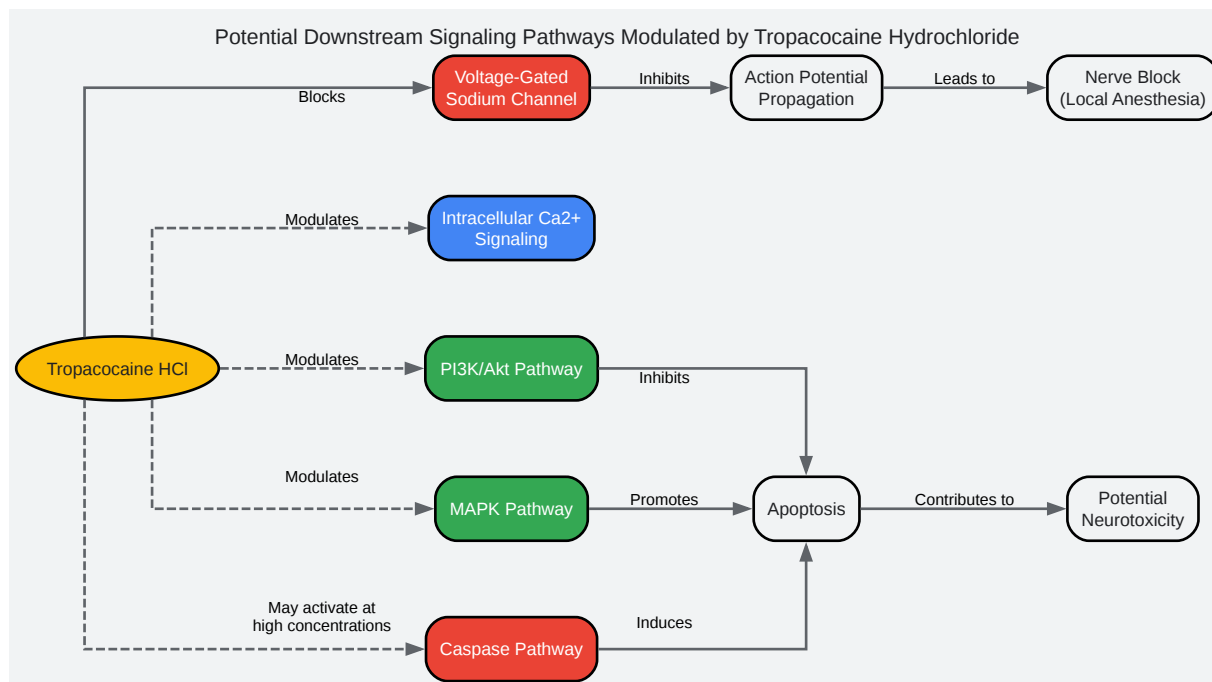 Potential Downstream Signaling Pathways Modulated by Tropacocaine Hydrochloride
Blocks
Voltage-Gated
Sodium Channel
Inhibits
Action Potential
Propagation
Leads to
Nerve Block
(Local Anesthesia)
Modulates
Intracellular Ca2+
Signaling
Tropacocaine HCl
Modulates
PI3K/Akt Pathway
Inhibits
Modulates
MAPK Pathway
Promotes
Apoptosis
Contributes to
Potential
Neurotoxicity
May activate at
high concentrations
Caspase Pathway
Induces